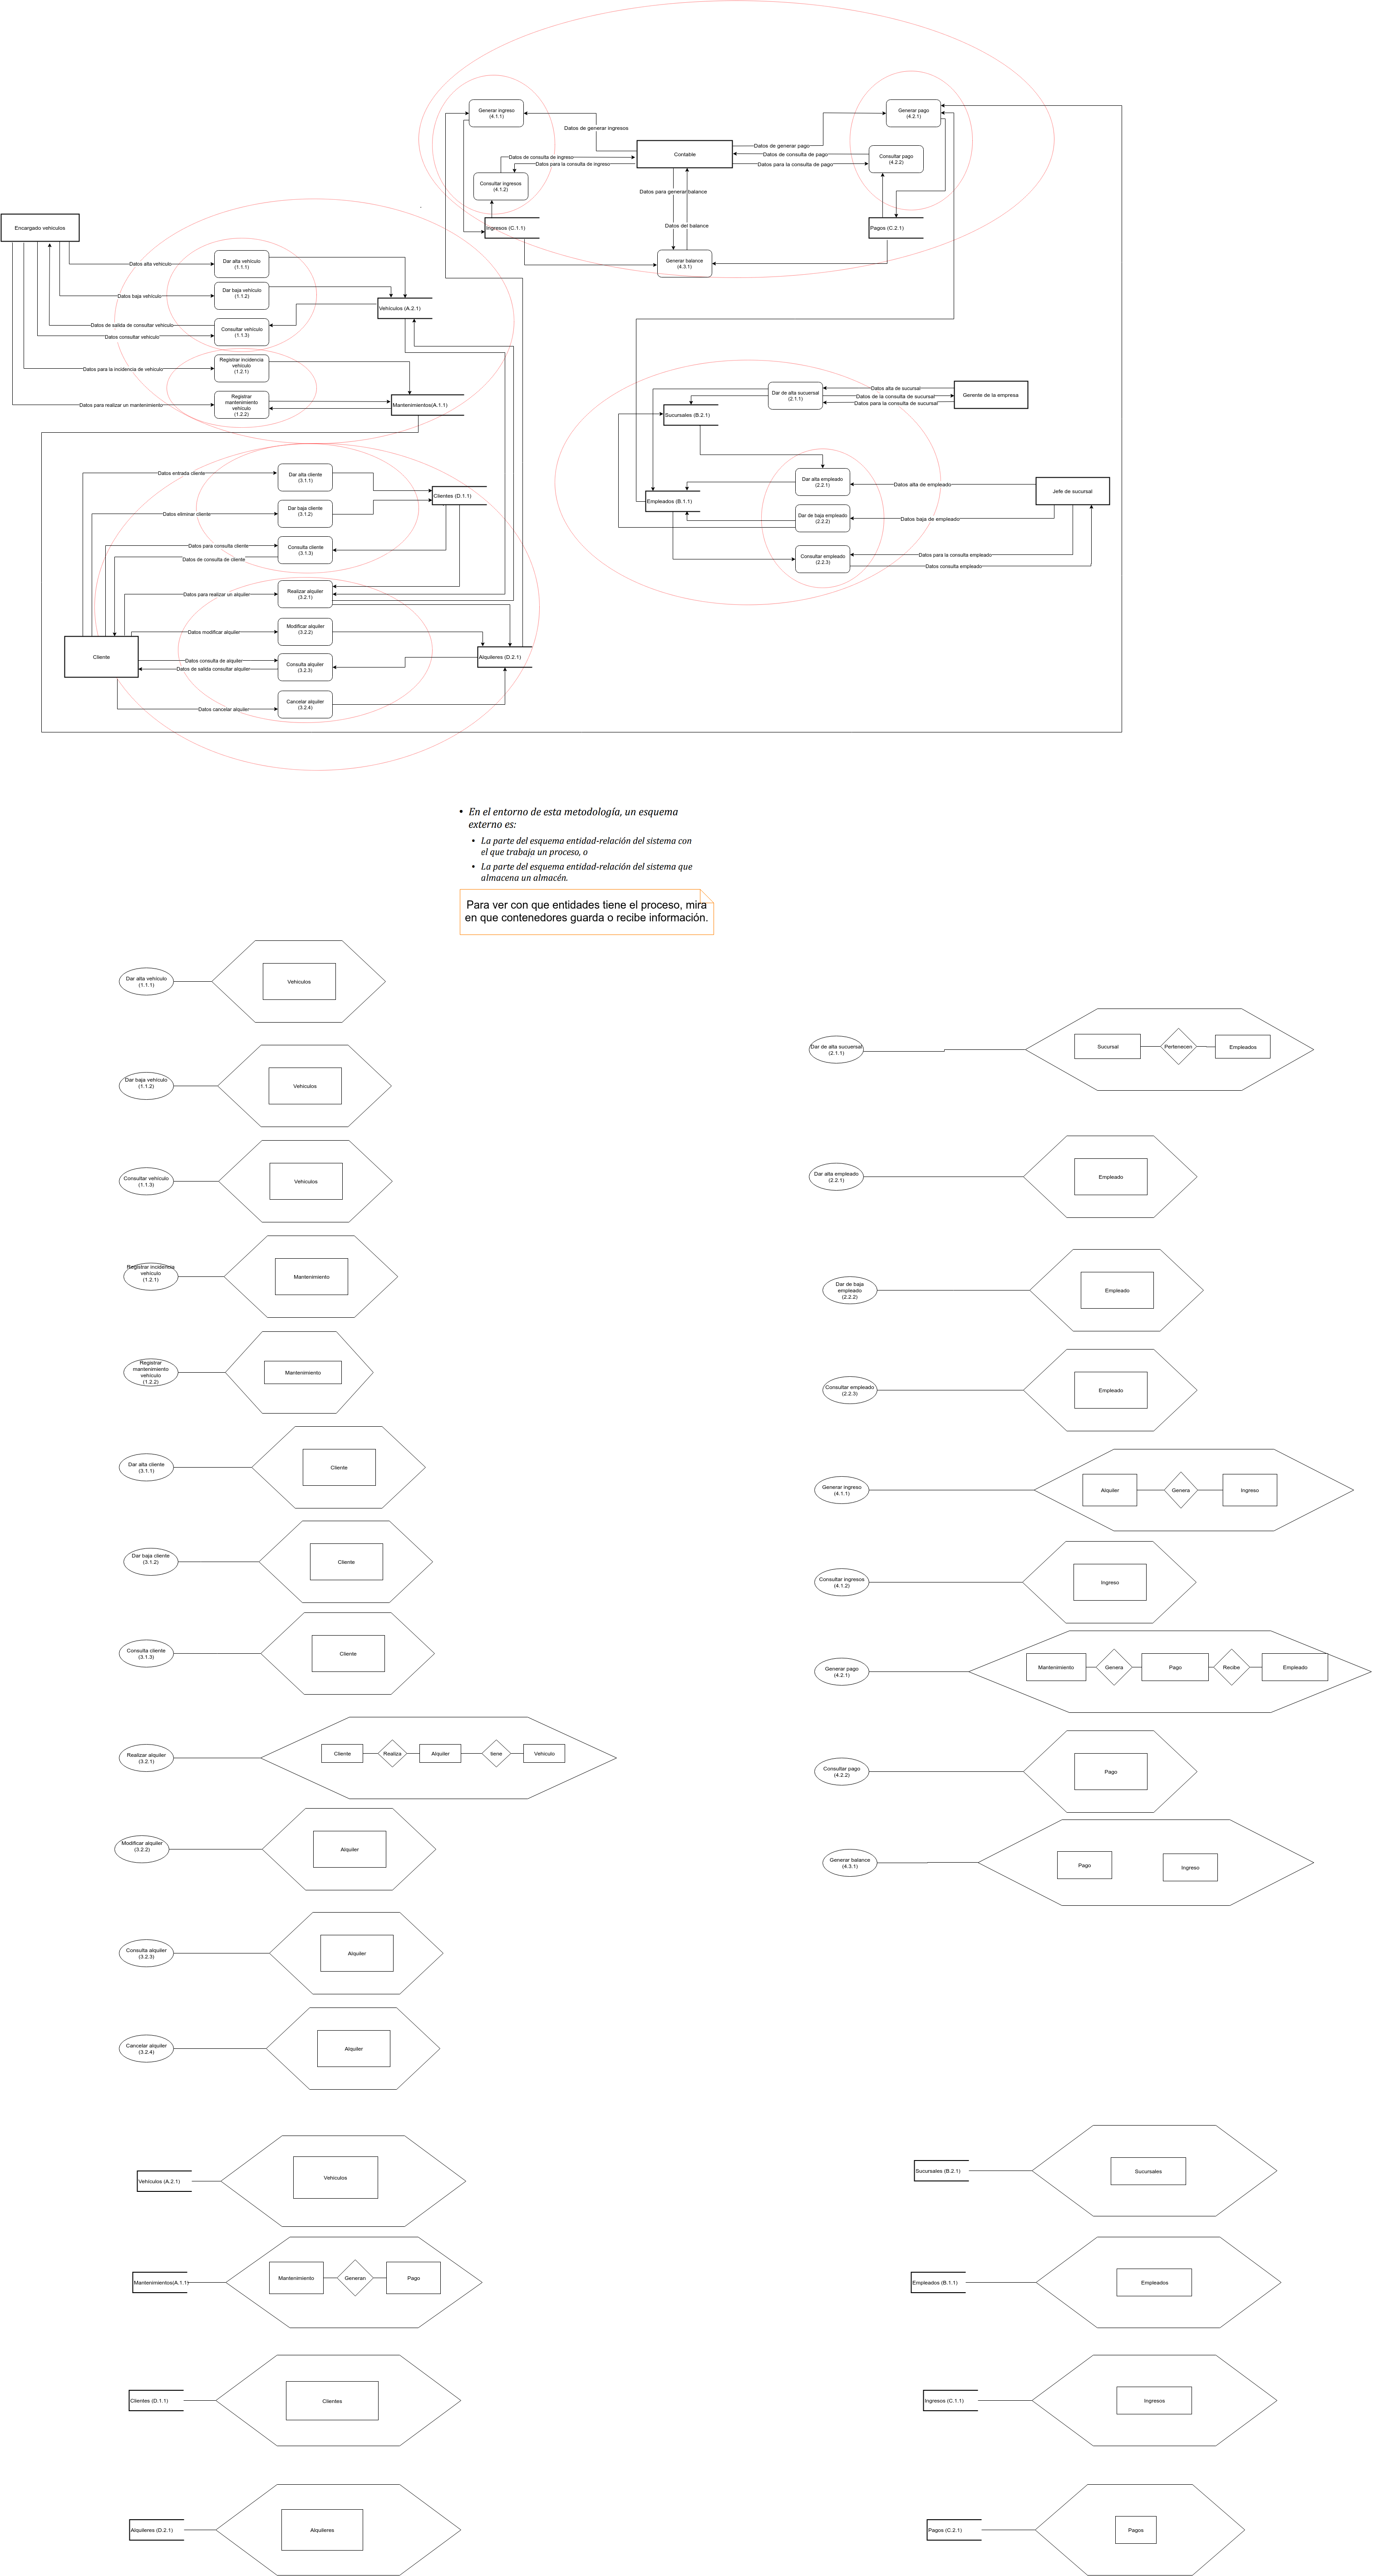 Generar ingreso
(4.1.1)
Datos de generar ingresos
Generar pago
(4.2.1)
Contable
Datos de generar pago
Datos de consulta de pago
Datos para la consulta de pago
Consultar pago
(4.2.2)
Datos de consulta de ingreso
Datos para la consulta de ingreso
Consultar ingresos
(4.1.2)
Datos para generar balance
Datos del balance
Ingresos (C.1.1)
Pagos (C.2.1)
Generar balance
(4.3.1)
Encargado vehiculos
Datos alta vehículo
Dar alta vehículo
(1.1.1)
Datos baja vehículo
Dar baja vehículo
(1.1.2)
Vehículos (A.2.1)
Datos de salida de consultar vehículo
Datos consultar vehículo
Consultar vehículo
(1.1.3)
Datos para la incidencia de vehículo
Registrar incidencia
vehículo
(1.2.1)
Datos para realizar un mantenimiento
Registrar
mantenimiento
vehículo
(1.2.2)
Mantenimientos(A.1.1)
Dar de alta sucuersal
(2.1.1)
Datos alta de sucursal
Datos de la consulta de sucursal
Datos para la consulta de sucursal
Gerente de la empresa
Sucursales (B.2.1)
Dar alta empleado
(2.2.1)
Datos alta de empleado
Jefe de sucursal
Empleados (B.1.1)
Dar de baja empleado
(2.2.2)
Datos baja de empleado
Consultar empleado
(2.2.3)
Datos para la consulta empleado
Datos consulta empleado
Datos entrada cliente
Dar alta cliente
(3.1.1)
Clientes (D.1.1)
Datos eliminar cliente
Dar baja cliente
(3.1.2)
Datos para consulta cliente
Datos de consulta de cliente
Consulta cliente
(3.1.3)
Datos para realizar un alquiler
Realizar alquiler
(3.2.1)
Datos modificar alquiler
Modificar alquiler
(3.2.2)
Cliente
Datos consulta de alquiler
Datos de salida consultar alquiler
Consulta alquiler
(3.2.3)
Alquileres (D.2.1)
Datos cancelar alquiler
Cancelar alquiler
(3.2.4)
• En el entorno de esta metodología, un esquema
externo es:
• La parte del esquema entidad-relación del sistema con
el que trabaja un proceso, o
• La parte del esquema entidad-relación del sistema que
almacena un almacén.
Para ver con que entidades tiene el proceso, mira
en que contenedores guarda o recibe información.
Dar alta vehículo
(1.1.1)
Vehiculos
Dar baja vehículo
(1.1.2)
Vehiculos
Consultar vehículo
(1.1.3)
Vehiculos
Registrar incidencia
vehículo
(1.2.1)
Mantenimiento
Registrar
mantenimiento
vehículo
(1.2.2)
Mantenimiento
Dar alta cliente
(3.1.1)
Cliente
Dar baja cliente
(3.1.2)
Cliente
Consulta cliente
(3.1.3)
Cliente
Realizar alquiler
(3.2.1)
Cliente
Realiza
Alquiler
tiene
Vehículo
Modificar alquiler
(3.2.2)
Alquiler
Consulta alquiler
(3.2.3)
Alquiler
Cancelar alquiler
(3.2.4)
Alquiler
Dar de alta sucuersal
(2.1.1)
Sucursal
Pertenecen
Empleados
Dar alta empleado
(2.2.1)
Empleado
Dar de baja
empleado
(2.2.2)
Empleado
Consultar empleado
(2.2.3)
Empleado
Generar ingreso
(4.1.1)
Alquiler
Genera
Ingreso
Consultar ingresos
(4.1.2)
Ingreso
Generar pago
(4.2.1)
Mantenimiento
Genera
Pago
Recibe
Empleado
Consultar pago
(4.2.2)
Pago
Generar balance
(4.3.1)
Pago
Ingreso
Vehículos (A.2.1)
Vehiculos
Mantenimientos(A.1.1)
Mantenimiento
Generan
Pago
Clientes (D.1.1)
Clientes
Alquileres (D.2.1)
Alquileres
Sucursales (B.2.1)
Sucursales
Empleados (B.1.1)
Empleados
Ingresos (C.1.1)
Ingresos
Pagos (C.2.1)
Pagos